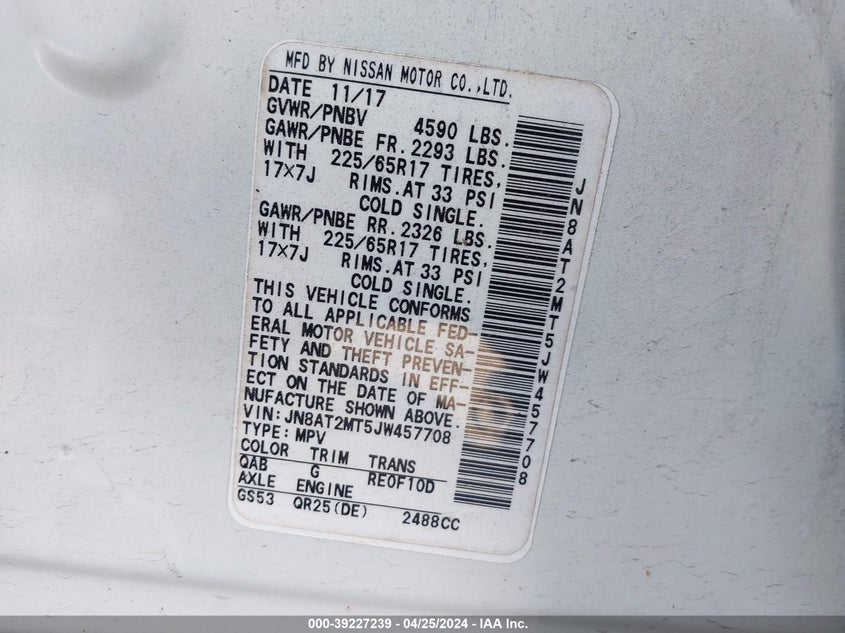 MFD BY NISSAN MOTOR CO.,LTD.
DATE 11/17
GVWR/PNBV 4590 LBS.
GAWR/PNBE FR. 2293 LBS.
WITH 225/65R17 TIRES,
17×7J RIMS.AT 33 PSI
COLD SINGLE.
GAWR/PNBE RR. 2326 LBS.
WITH 225/65R17 TIRES,
17×7J RIMS.AT 33 PSI
COLD SINGLE.
THIS VEHICLE CONFORMS
TO ALL APPLICABLE FED-
ERAL MOTOR VEHICLE SA-
FETY AND THEFT PREVEN-
TION STANDARDS IN EFF-
ECT ON THE DATE OF MA-
NUFACTURE SHOWN ABOVE.
VIN:JN8AT2MT5JW457708
TYPE:MPV
COLOR TRIM TRANS
QAB G RE0F10D
AXLE ENGINE
GS53 QR25(DE) 2488CC
JN8AT2MT5JW457708
000-39227239 - 04/25/2024 - IAA Inc.